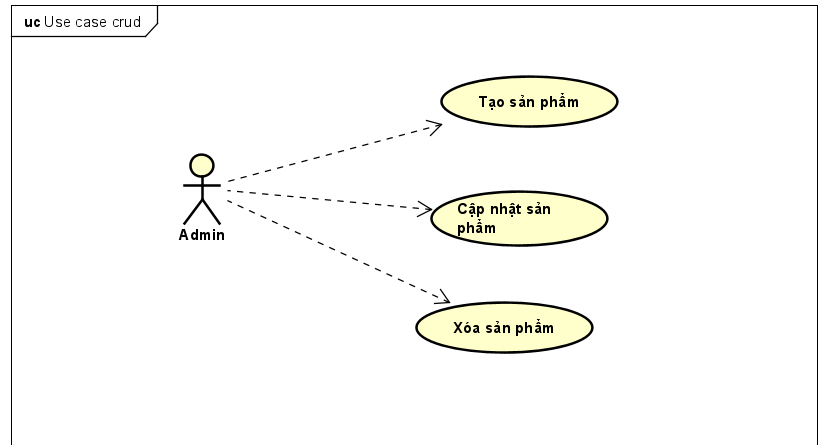 uc Use case crud
Tạo sản phẩm
Cập nhật sản
phẩm
Admin
Xóa sản phẩm